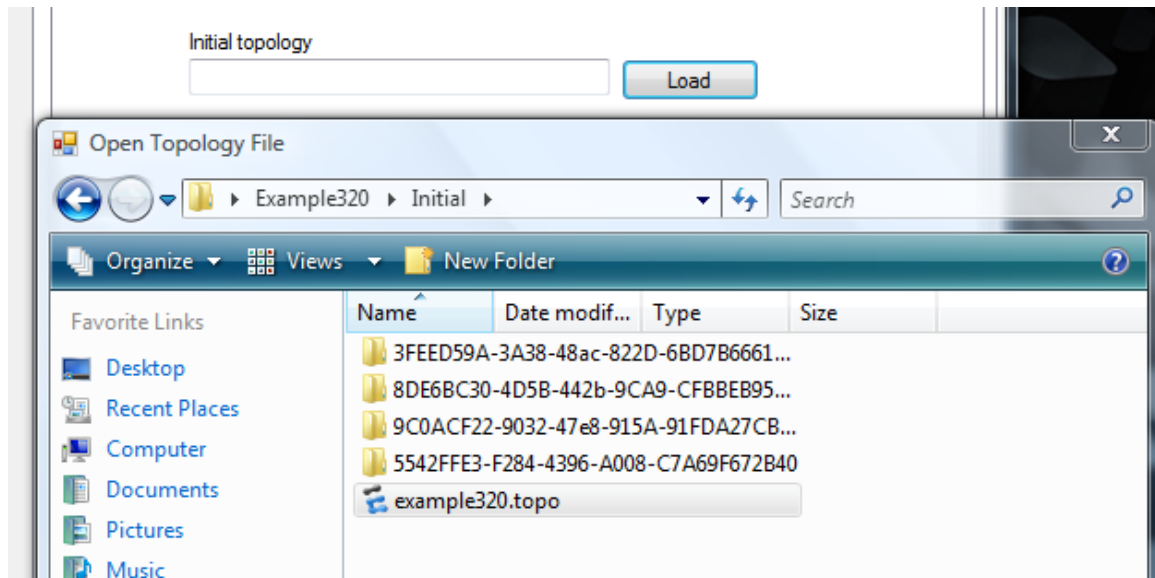 Initial topology
Load
Open Topology File
Example320 Initial
Search
Organize Views New Folder
Name Date modif... Type Size
Favorite Links
Desktop
Recent Places
Computer
Documents
Pictures
Music
3FEED59A-3A38-48ac-822D-6BD7B6661...
8DE6BC30-4D5B-442b-9CA9-CFBBEB95...
9C0ACF22-9032-47e8-915A-91FDA27CB...
5542FFE3-F284-4396-A008-C7A69F672B40
example320.topo